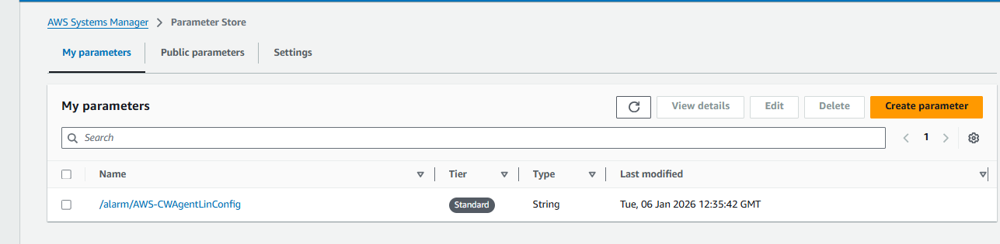 AWS Systems Manager > Parameter Store
My parameters Public parameters Settings
My parameters View details Edit Delete Create parameter
Search 1
Name Tier Type Last modified
/alarm/AWS-CWAgentLinConfig Standard String Tue, 06 Jan 2026 12:35:42 GMT